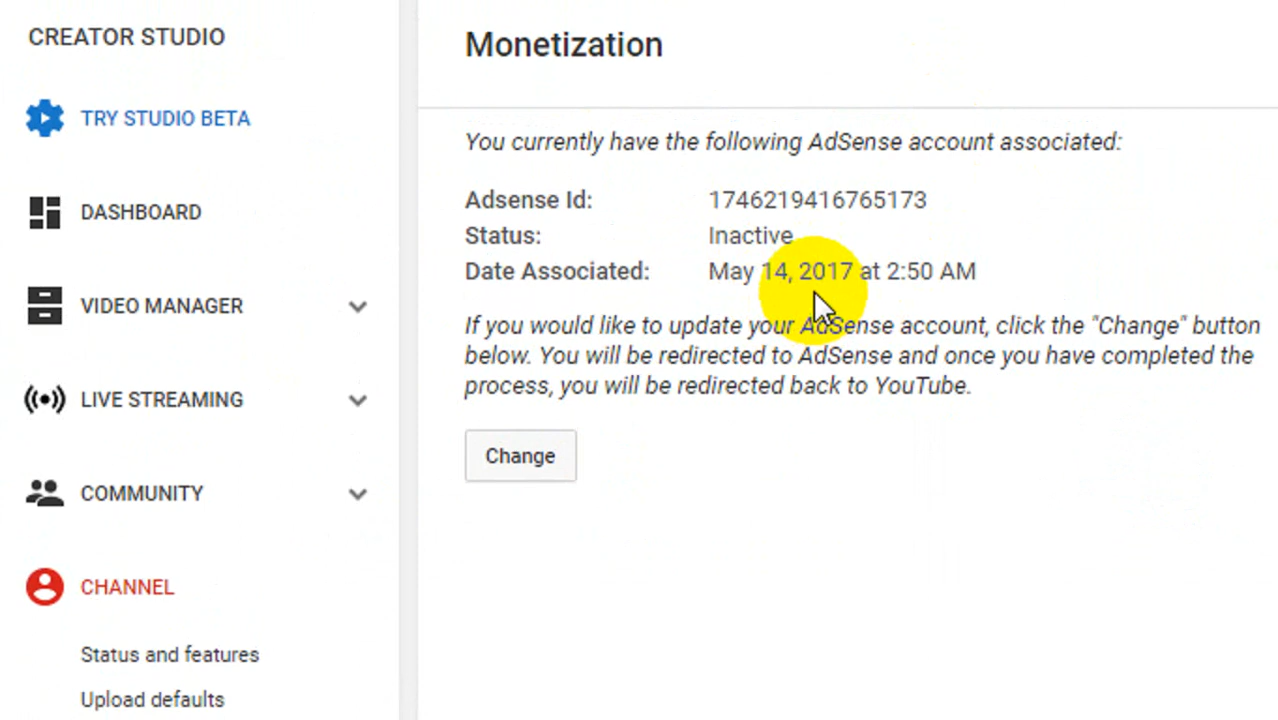 CREATOR STUDIO
TRY STUDIO BETA
DASHBOARD
VIDEO MANAGER
LIVE STREAMING
COMMUNITY
CHANNEL
Status and features
Upload defaults
Monetization
You currently have the following AdSense account associated:
Adsense Id: 1746219416765173
Status: Inactive
Date Associated: May 14, 2017 at 2:50 AM
If you would like to update your AdSense account, click the "Change" button
below. You will be redirected to AdSense and once you have completed the
process, you will be redirected back to YouTube.
Change